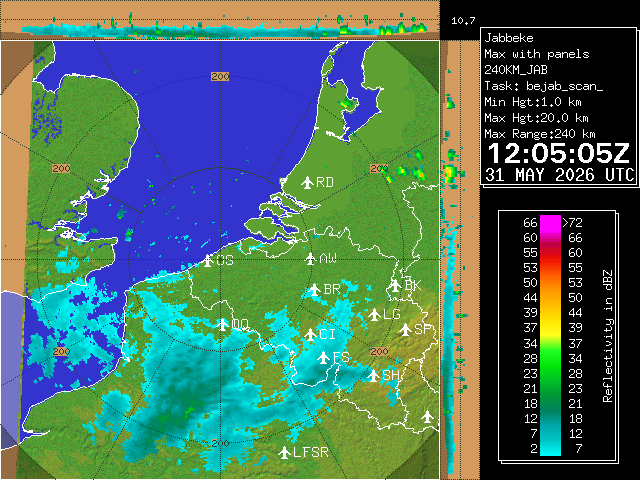 10.7
Jabbeke
Max with panels
240KM_JAB
Task: bejab_scan_
Min Hgt:1.0 km
Max Hgt:20.0 km
Max Range:240 km
12:05:05Z
31 MAY 2026 UTC
200
200
200
RD
OS
AW
BR
BK
LG
QQ
CI
SP
FS
200
200
SH
200
LFSR
66 >72
60 66
55 60
53 55
50 53
44 50
39 44
37 39
34 37
28 34
23 28
21 23
18 21
12 18
7 12
2 7
Reflectivity in dBZ